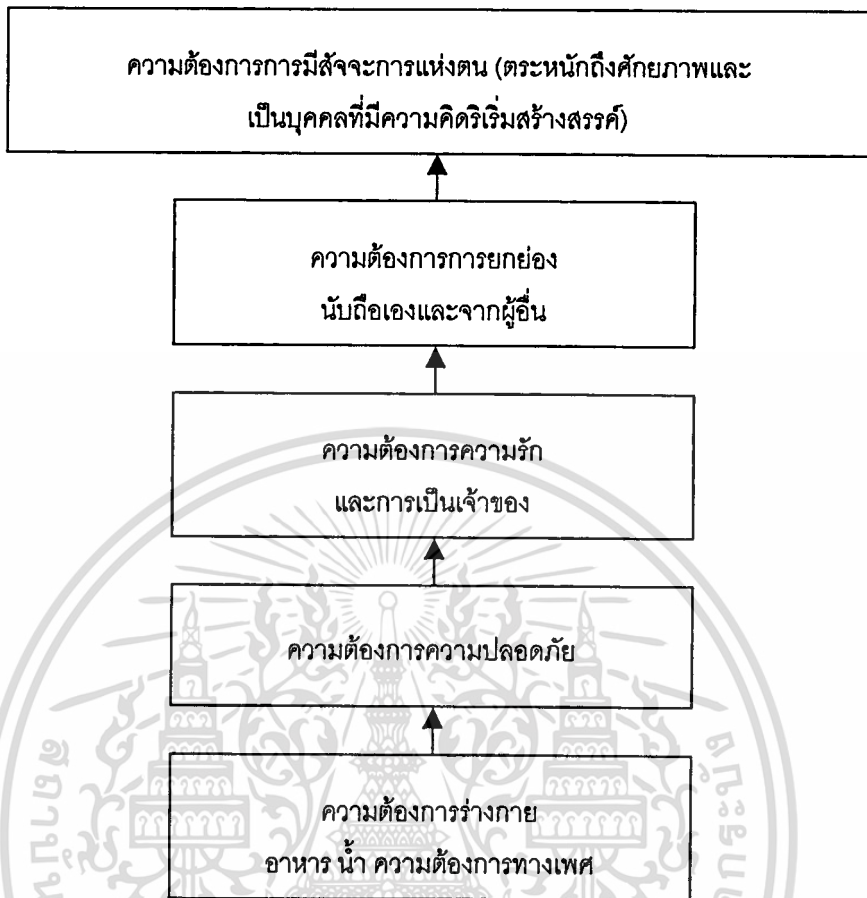 ความต้องการการมีสัจจะการแห่งตน (ตระหนักถึงศักยภาพและ
เป็นบุคคลที่มีความคิดริเริ่มสร้างสรรค์)
ความต้องการการยกย่อง
นับถือเองและจากผู้อื่น
ความต้องการความรัก
และการเป็นเจ้าของ
ความต้องการความปลอดภัย
ความต้องการร่างกาย
อาหาร น้ำ ความต้องการทางเพศ